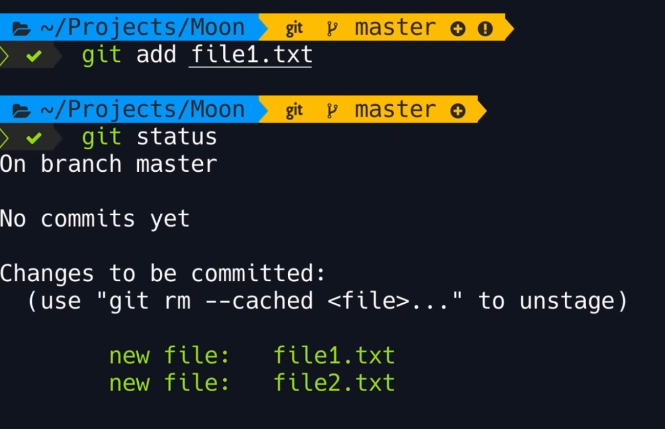 ~/Projects/Moon git master
git add file1.txt
~/Projects/Moon git master
git status
On branch master
No commits yet
Changes to be committed:
(use "git rm --cached <file>..." to unstage)
new file: file1.txt
new file: file2.txt